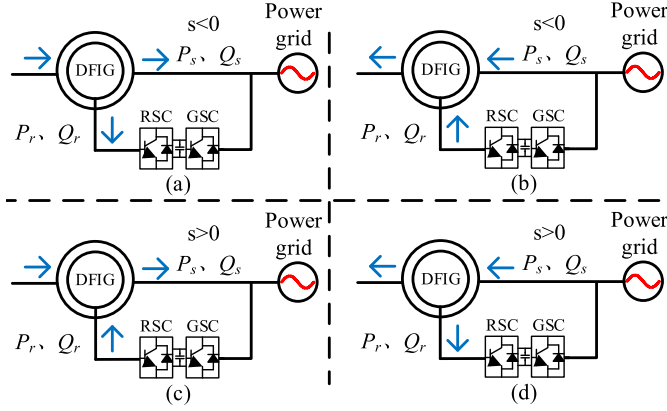 s<0
Power
grid
DFIG
Ps、Qs
Pr、Qr
RSC GSC
(a)
s<0
Power
grid
DFIG
Ps、Qs
Pr、Qr
RSC GSC
(b)
s>0
Power
grid
DFIG
Ps、Qs
Pr、Qr
RSC GSC
(c)
s>0
Power
grid
DFIG
Ps、Qs
Pr、Qr
RSC GSC
(d)